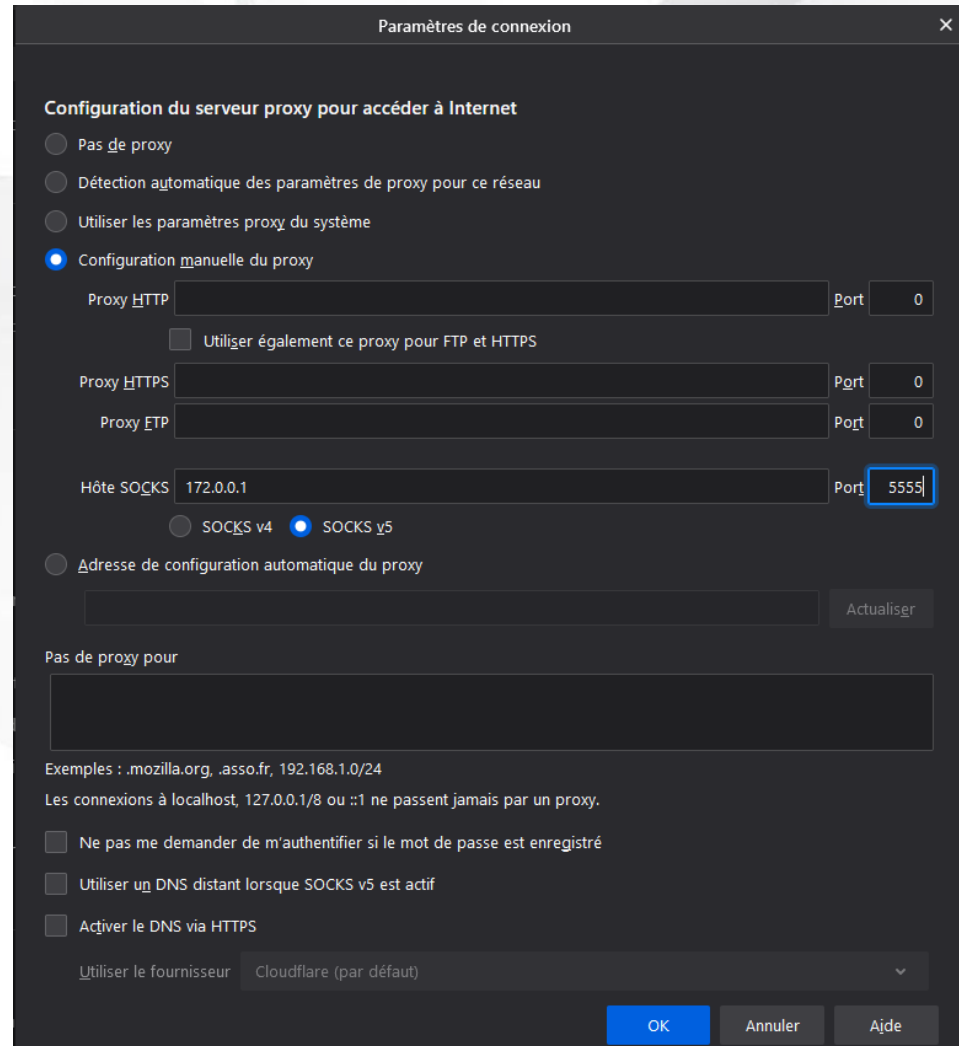 Paramètres de connexion
Configuration du serveur proxy pour accéder à Internet
Pas de proxy
Détection automatique des paramètres de proxy pour ce réseau
Utiliser les paramètres proxy du système
Configuration manuelle du proxy
Proxy HTTP Port 0
Utiliser également ce proxy pour FTP et HTTPS
Proxy HTTPS Port 0
Proxy FTP Port 0
Hôte SOCKS 172.0.0.1 Port 5555
SOCKS v4 SOCKS v5
Adresse de configuration automatique du proxy
Actualiser
Pas de proxy pour
Exemples : .mozilla.org, .asso.fr, 192.168.1.0/24
Les connexions à localhost, 127.0.0.1/8 ou ::1 ne passent jamais par un proxy.
Ne pas me demander de m'authentifier si le mot de passe est enregistré
Utiliser un DNS distant lorsque SOCKS v5 est actif
Activer le DNS via HTTPS
Utiliser le fournisseur Cloudflare (par défaut)
OK Annuler Aide